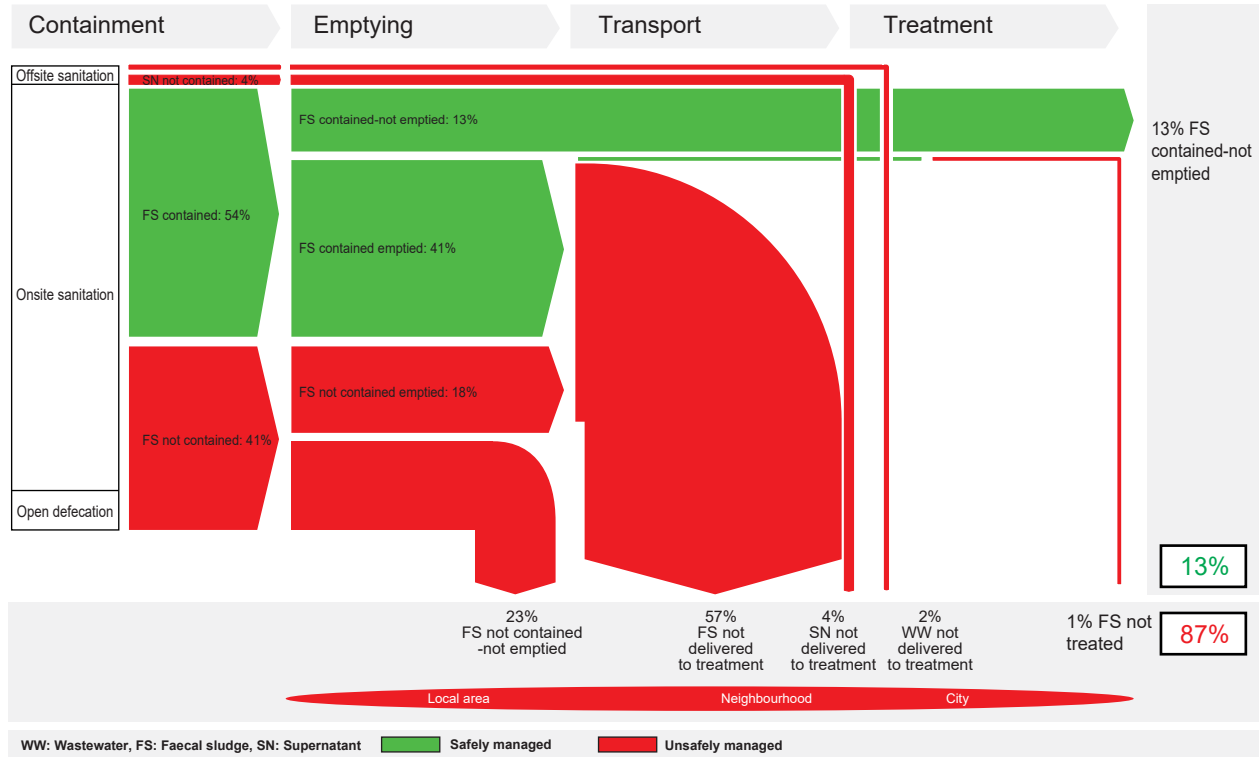 Containment
Emptying
Transport
Treatment
Offsite sanitation
SN not contained: 4%
FS contained-not emptied: 13%
13% FS
contained-not
emptied
FS contained: 54%
FS contained emptied: 41%
Onsite sanitation
FS not contained emptied: 18%
FS not contained: 41%
Open defecation
13%
23%
FS not contained
-not emptied
57%
FS not
delivered
to treatment
4%
SN not
delivered
to treatment
2%
WW not
delivered
to treatment
1% FS not
treated
87%
Local area
Neighbourhood
City
WW: Wastewater, FS: Faecal sludge, SN: Supernatant
Safely managed
Unsafely managed